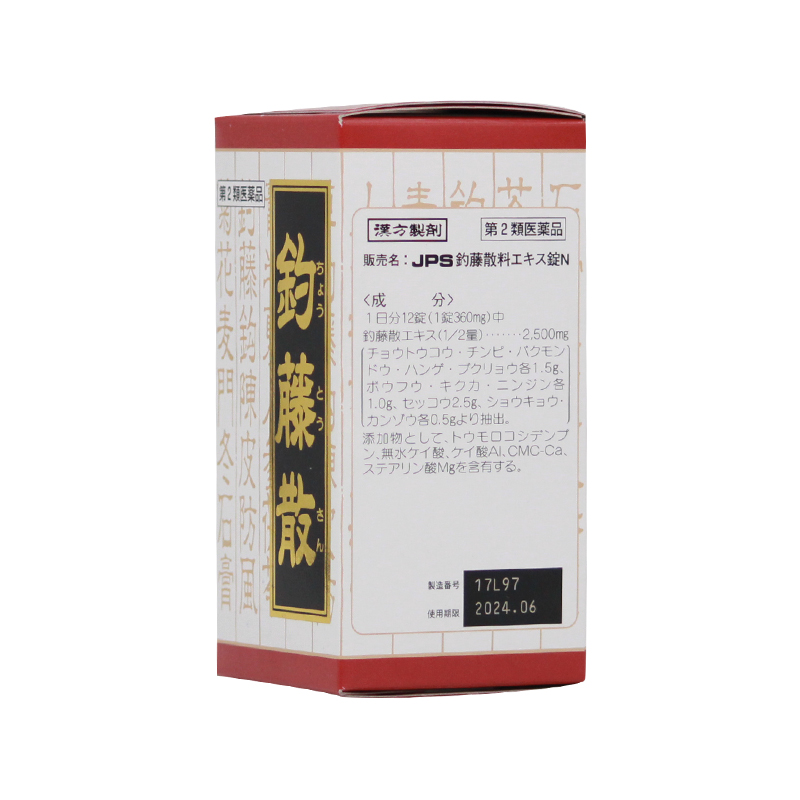 第2類医薬品
釣藤散
ちょうとうさん
釣藤鈎陳皮防風
菊花麦門冬石膏
漢方製剤
第2類医薬品
販売名：JPS釣藤散料エキス錠N
〈成　　分〉
1日分12錠(1錠360mg)中
釣藤散エキス(1/2量)‥‥‥‥2,500mg
チョウトウコウ・チンピ・バクモン
ドウ・ハンゲ・ブクリョウ各1.5g、
ボウフウ・キクカ・ニンジン各
1.0g、セッコウ2.5g、ショウキョウ・
カンゾウ各0.5gより抽出。
添加物として、トウモロコシデンプ
ン、無水ケイ酸、ケイ酸Al、CMC-Ca、
ステアリン酸Mgを含有する。
製造番号 17L97
使用期限 2024.06